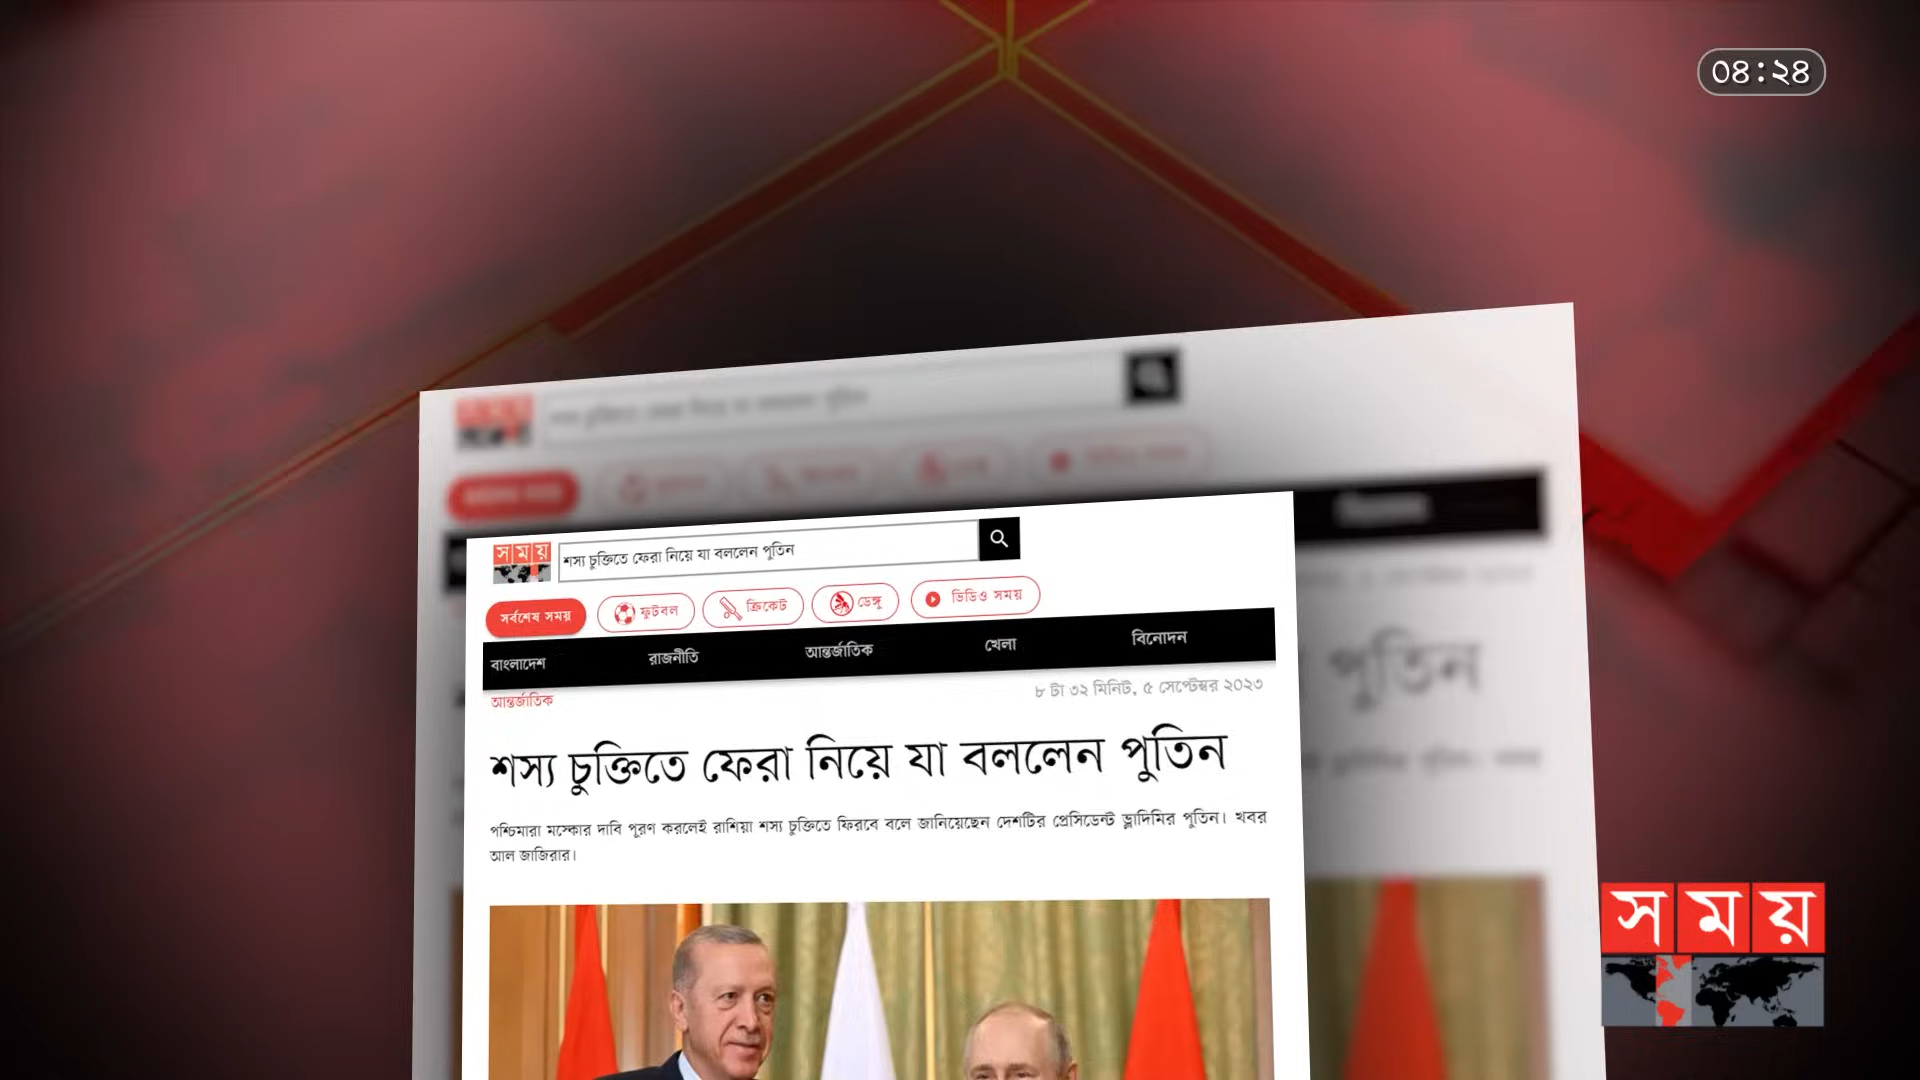 ০৪:২৪
সময়
শস্য চুক্তিতে ফেরা নিয়ে যা বললেন পুতিন
সর্বশেষ সময় ফুটবল ক্রিকেট ডেঙ্গু ভিডিও সময়
বাংলাদেশ রাজনীতি আন্তর্জাতিক খেলা বিনোদন
আন্তর্জাতিক ৮ টা ৩২ মিনিট, ৫ সেপ্টেম্বর ২০২৩
শস্য চুক্তিতে ফেরা নিয়ে যা বললেন পুতিন
পশ্চিমারা মস্কোর দাবি পূরণ করলেই রাশিয়া শস্য চুক্তিতে ফিরবে বলে জানিয়েছেন দেশটির প্রেসিডেন্ট ভ্লাদিমির পুতিন। খবর
আল জাজিরার।
পুতিন
সময়